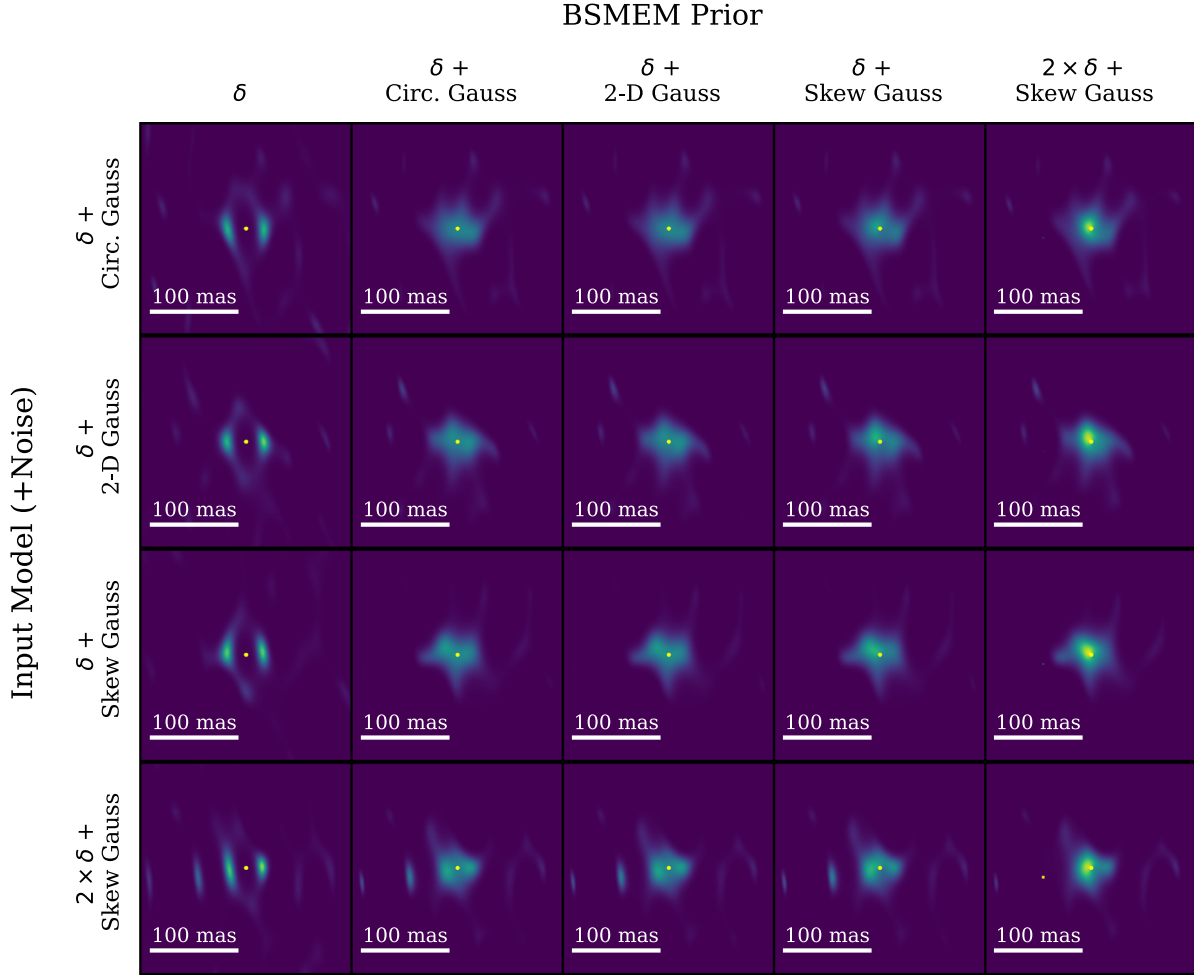 BSMEM Prior
δ
δ +
Circ. Gauss
δ +
2-D Gauss
δ +
Skew Gauss
2 × δ +
Skew Gauss
Input Model (+Noise)
δ +
Circ. Gauss
100 mas
100 mas
100 mas
100 mas
100 mas
δ +
2-D Gauss
100 mas
100 mas
100 mas
100 mas
100 mas
δ +
Skew Gauss
100 mas
100 mas
100 mas
100 mas
100 mas
2 × δ +
Skew Gauss
100 mas
100 mas
100 mas
100 mas
100 mas